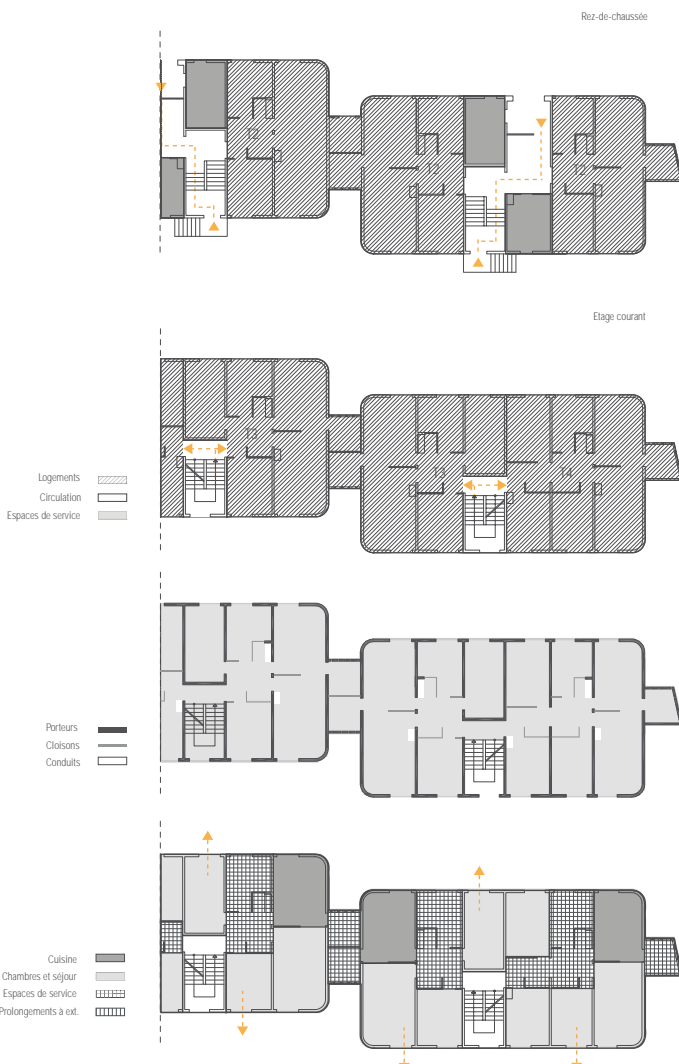 Rez-de-chaussée
T2
T2
T2
Etage courant
T3
T3
T4
Logements
Circulation
Espaces de service
Porteurs
Cloisons
Conduits
Cuisine
Chambres et séjour
Espaces de service
Prolongements à ext.